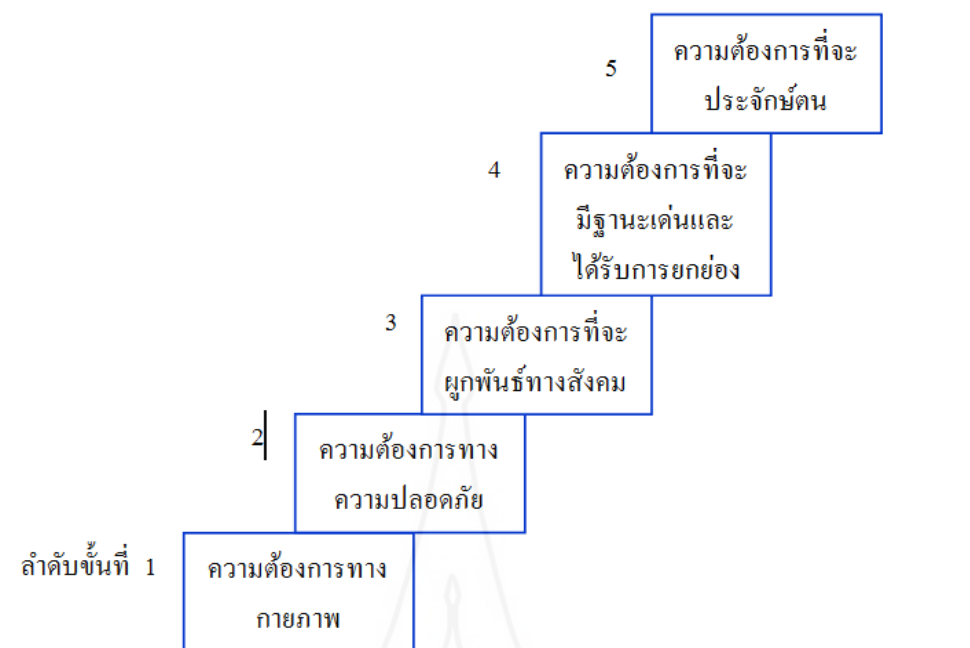 5
ความต้องการที่จะ
ประจักษ์ตน
4
ความต้องการที่จะ
มีฐานะเด่นและ
ได้รับการยกย่อง
3
ความต้องการที่จะ
ผูกพันธ์ทางสังคม
2
ความต้องการทาง
ความปลอดภัย
ลำดับขั้นที่ 1
ความต้องการทาง
กายภาพ